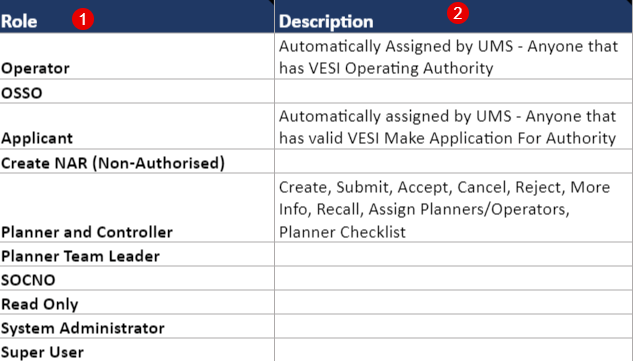 Role 1 Description 2
Automatically Assigned by UMS - Anyone that
Operator has VESI Operating Authority
OSSO
Automatically assigned by UMS - Anyone that
Applicant has valid VESI Make Application For Authority
Create NAR (Non-Authorised)
Create, Submit, Accept, Cancel, Reject, More
Info, Recall, Assign Planners/Operators,
Planner and Controller Planner Checklist
Planner Team Leader
SOCNO
Read Only
System Administrator
Super User